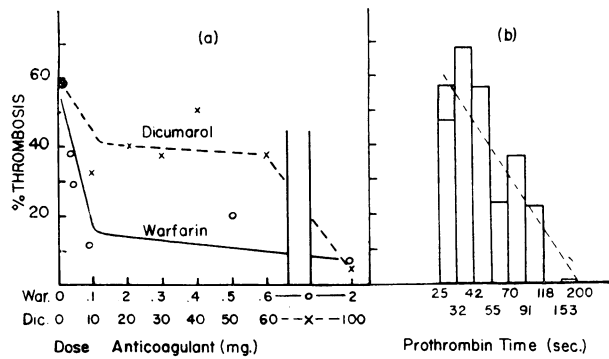 (a)
(b)
% THROMBOSIS
60
40
20
Dicumarol
Warfarin
War. 0 .1 .2 .3 .4 .5 .6 —o— 2
Dic. 0 10 20 30 40 50 60 --X-- 100
Dose Anticoagulant (mg.)
25 42 70 118 200
32 55 91 153
Prothrombin Time (sec.)